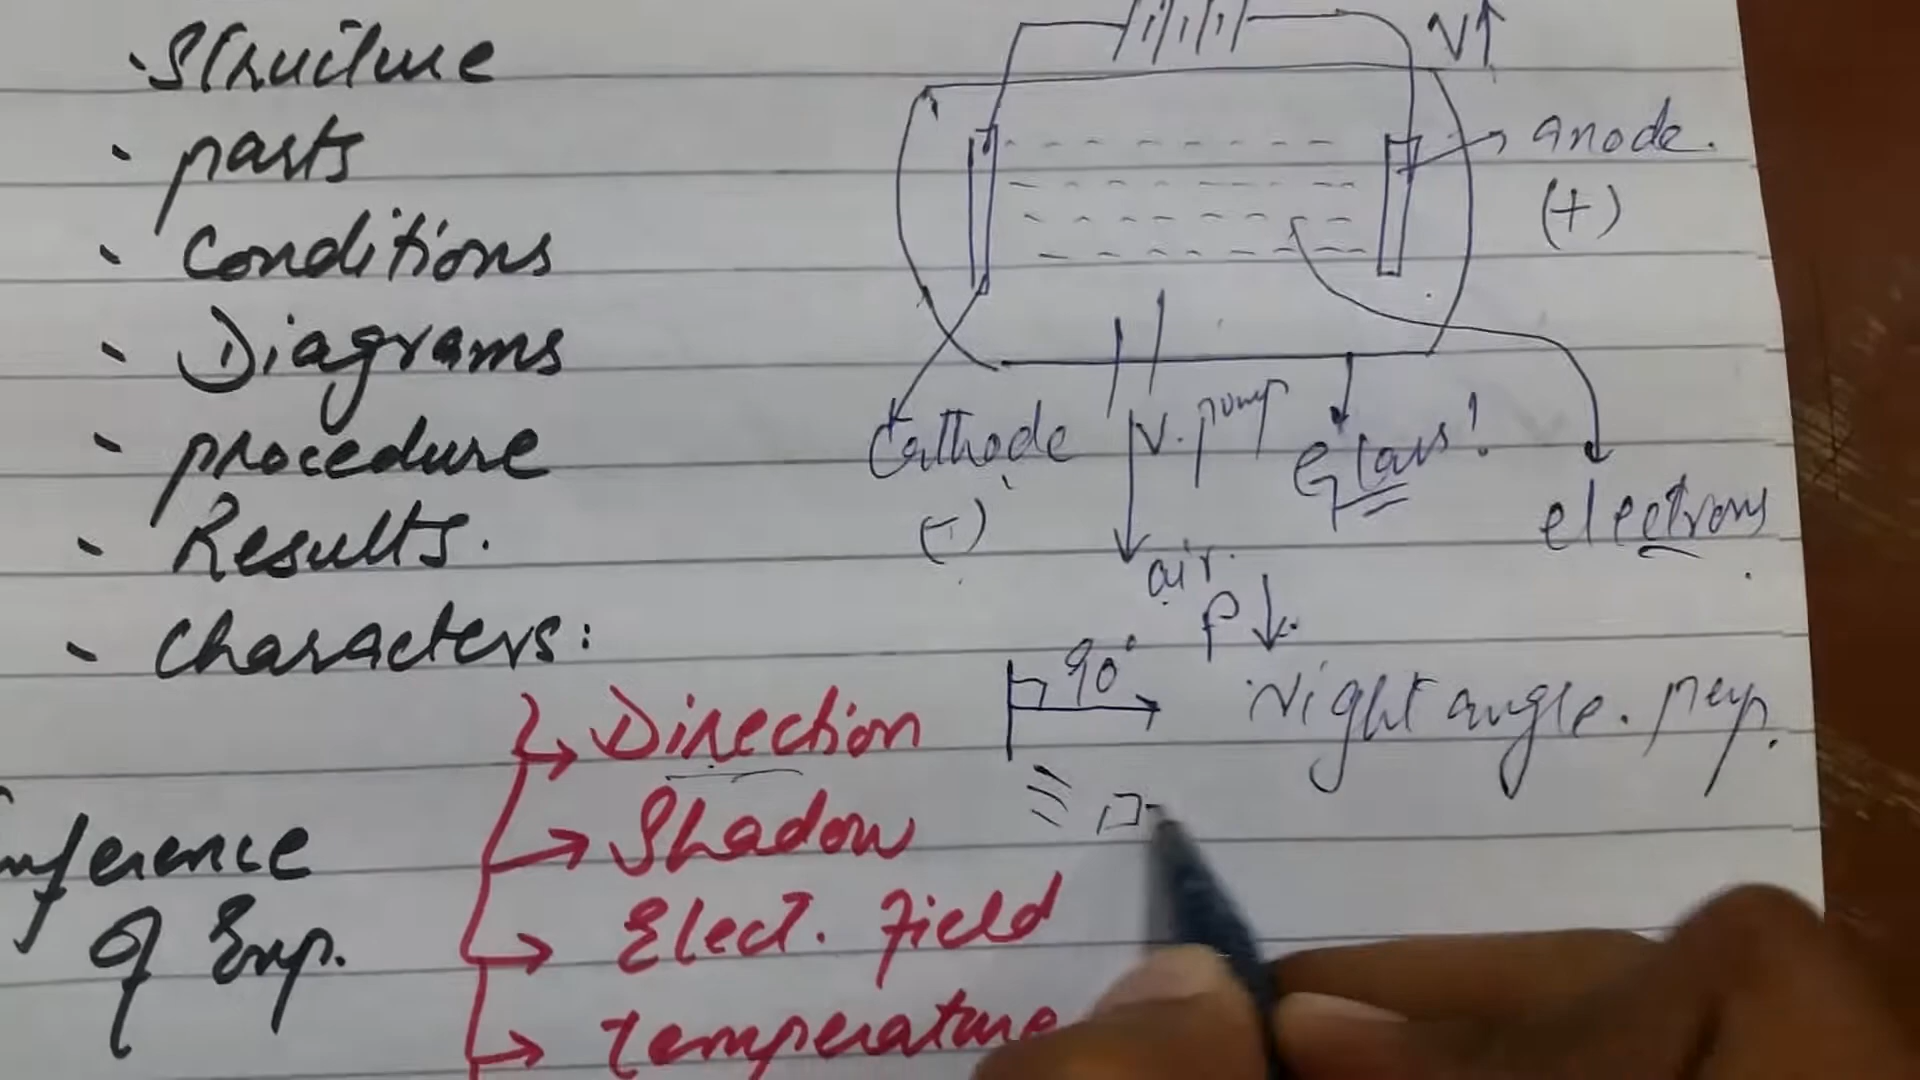 Structure
parts
Conditions
Diagrams
procedure
Results.
Characters:
V↑
anode.
(+)
Cathode
(-)
V. pump
Glass
electrons
air.
P↓
90°
right angle. perp.
→ Direction
→ Shadow
→ Elect. field
→ temperature
Inference
of Exp.